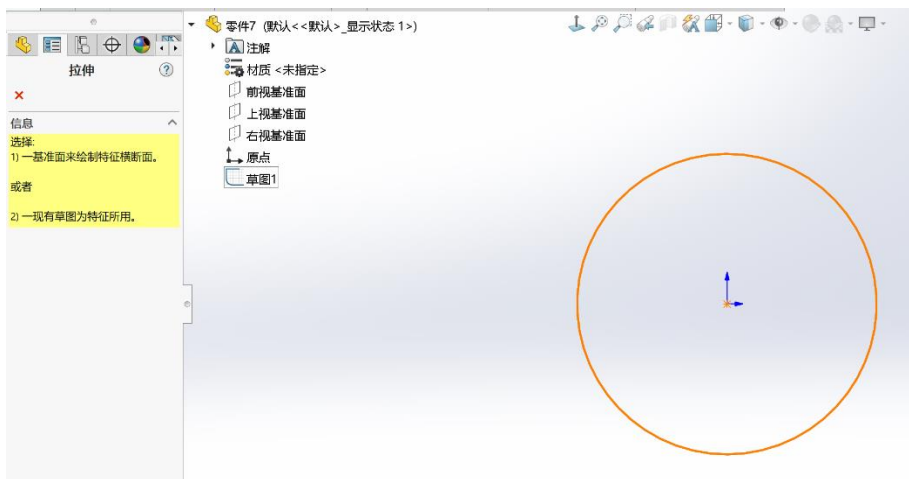 拉伸
信息
选择:
1) 一基准面来绘制特征横断面。
或者
2) 一现有草图为特征所用。
零件7 (默认<<默认>_显示状态 1>)
注解
材质 <未指定>
前视基准面
上视基准面
右视基准面
原点
草图1